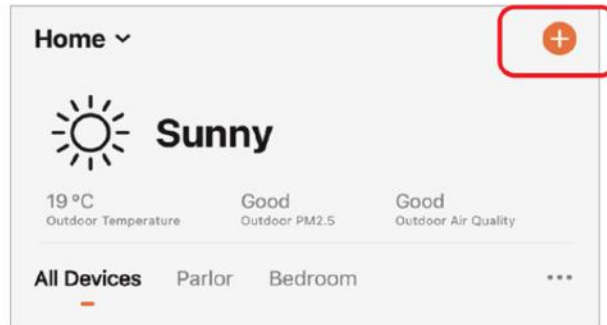 Home
Sunny
19 °C Good Good
Outdoor Temperature Outdoor PM2.5 Outdoor Air Quality
All Devices Parlor Bedroom